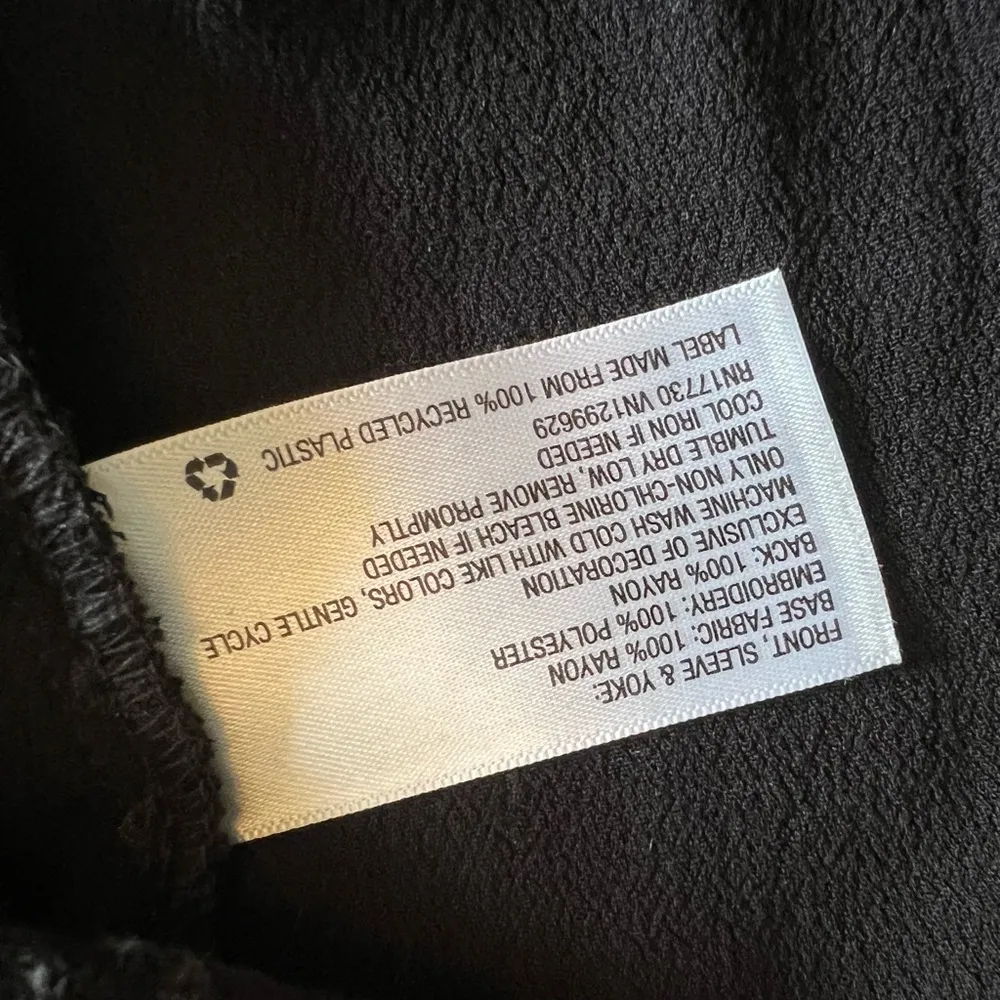 FRONT, SLEEVE & YOKE:
BASE FABRIC: 100% RAYON
EMBROIDERY: 100% POLYESTER
BACK: 100% RAYON
EXCLUSIVE OF DECORATION
MACHINE WASH COLD WITH LIKE COLORS, GENTLE CYCLE
ONLY NON-CHLORINE BLEACH IF NEEDED
TUMBLE DRY LOW, REMOVE PROMPTLY
COOL IRON IF NEEDED
RN17730 VN1299629
LABEL MADE FROM 100% RECYCLED PLASTIC